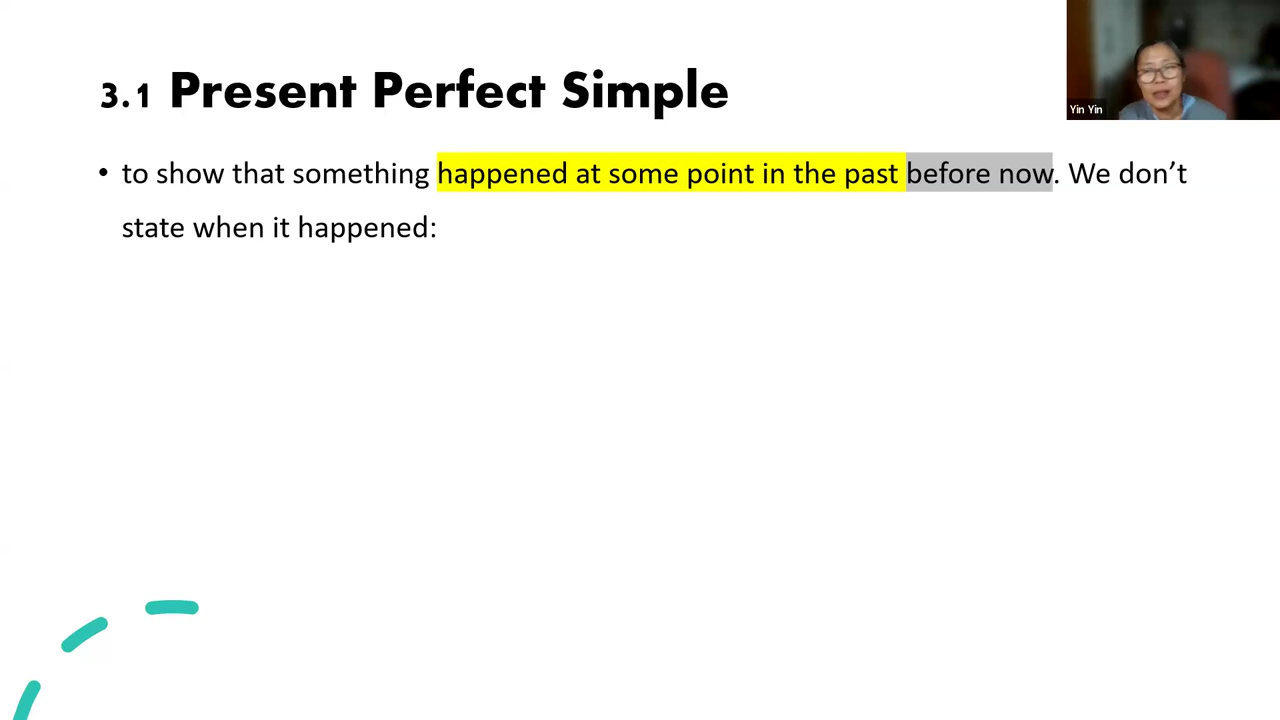 3.1 Present Perfect Simple
• to show that something happened at some point in the past before now. We don’t
state when it happened:
Yin Yin